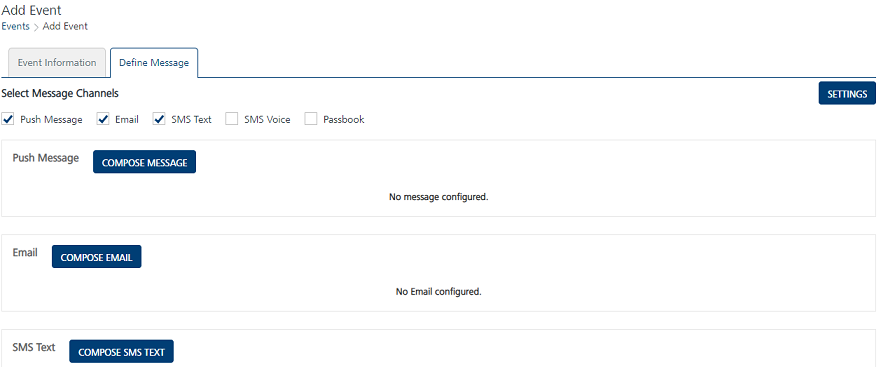 Add Event
Events > Add Event
Event Information Define Message
Select Message Channels SETTINGS
Push Message Email SMS Text SMS Voice Passbook
Push Message COMPOSE MESSAGE
No message configured.
Email COMPOSE EMAIL
No Email configured.
SMS Text COMPOSE SMS TEXT